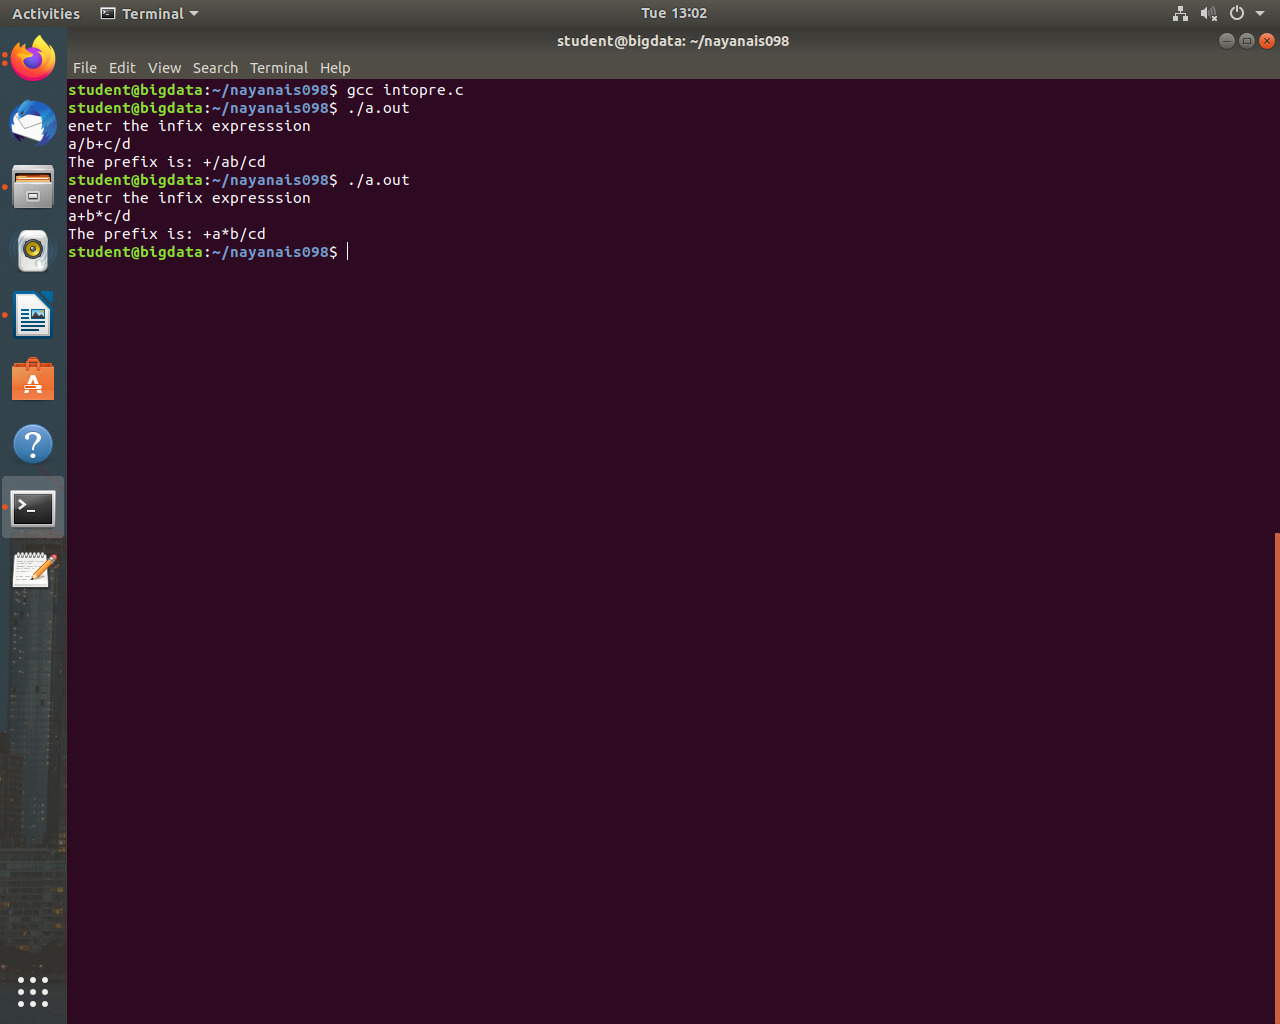 Activities Terminal Tue 13:02
student@bigdata: ~/nayanais098
File Edit View Search Terminal Help
student@bigdata:~/nayanais098$ gcc intopre.c
student@bigdata:~/nayanais098$ ./a.out
enetr the infix expresssion
a/b+c/d
The prefix is: +/ab/cd
student@bigdata:~/nayanais098$ ./a.out
enetr the infix expresssion
a+b*c/d
The prefix is: +a*b/cd
student@bigdata:~/nayanais098$